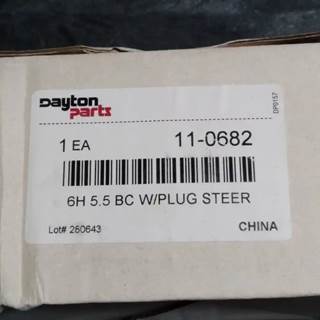 Dayton
parts
DP0157
1 EA 11-0682
6H 5.5 BC W/PLUG STEER
Lot# 260643 CHINA